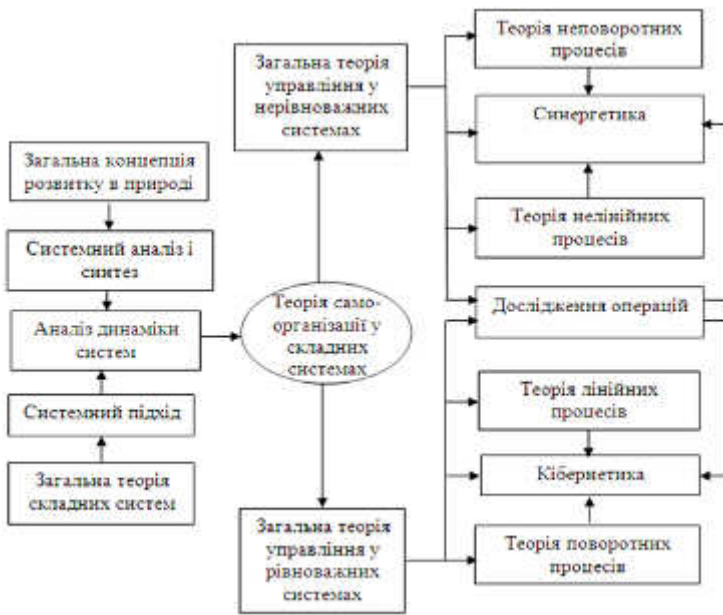 Загальна концепція
розвитку в природі
Системний аналіз і
синтез
Аналіз динаміки
систем
Системний підхід
Загальна теорія
складних систем
Загальна теорія
управління у
нерівноважних
системах
Теорія само-
організації у
складних системах
Загальна теорія
управління у
рівноважних
системах
Теорія неповоротних
процесів
Синергетика
Теорія нелінійних
процесів
Дослідження операцій
Теорія лінійних
процесів
Кібернетика
Теорія поворотних
процесів